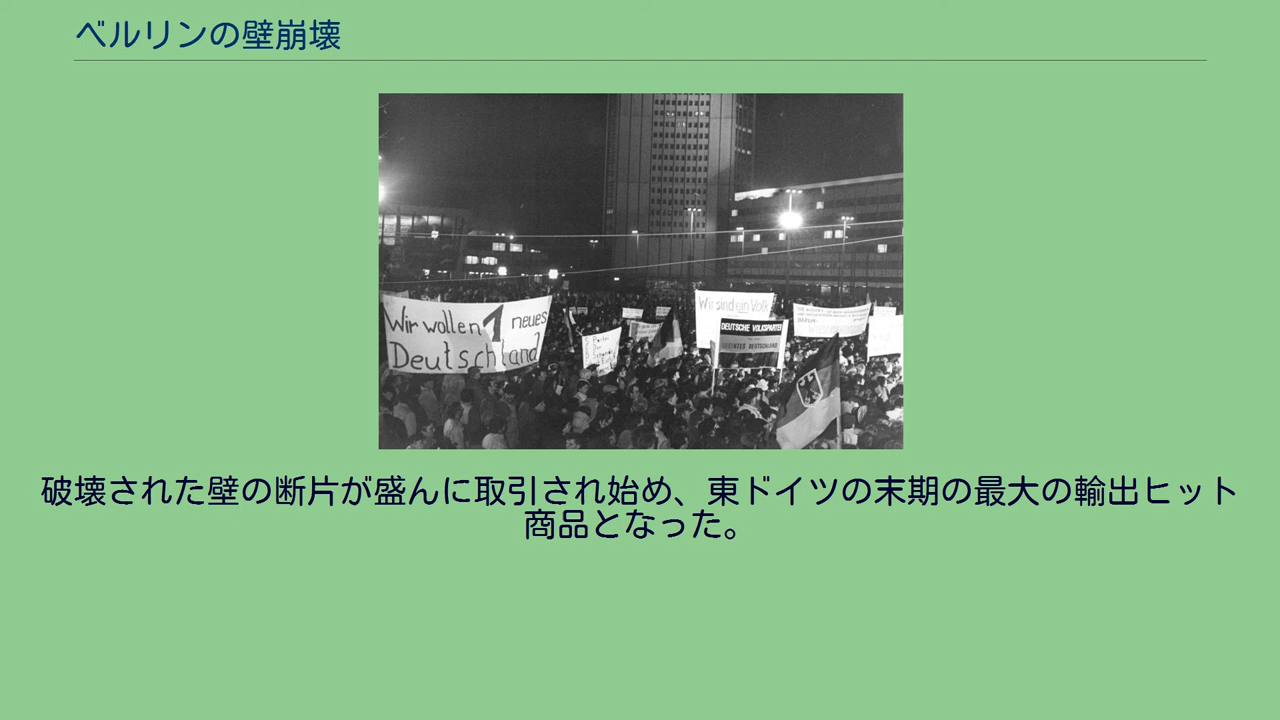 ベルリンの壁崩壊
Wir wollen 1 neues
Deutschland
Wir sind ein Volk
DEUTSCHE VOLKSPARTEI
DEUTSCHLAND
破壊された壁の断片が盛んに取引され始め、東ドイツの末期の最大の輸出ヒット
商品となった。